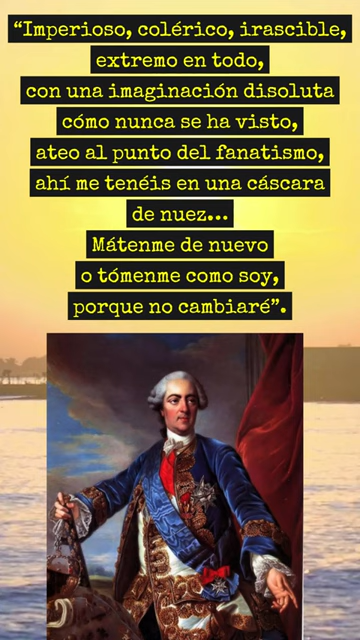 “Imperioso, colérico, irascible,
extremo en todo,
con una imaginación disoluta
cómo nunca se ha visto,
ateo al punto del fanatismo,
ahí me tenéis en una cáscara
de nuez...
Mátenme de nuevo
o tómenme como soy,
porque no cambiaré”.